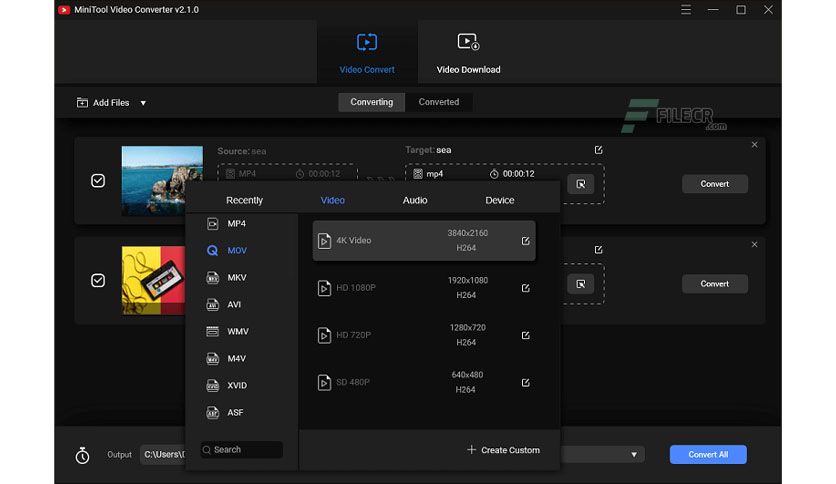 MiniTool Video Converter v2.1.0
Video Convert
Video Download
Add Files
Converting
Converted
FILECR
.com
Source: sea
Target: sea
MP4
00:00:12
mp4
00:00:12
Convert
Recently
Video
Audio
Device
MP4
MOV
MKV
AVI
WMV
M4V
XVID
ASF
Search
4K Video
3840x2160
H264
HD 1080P
1920x1080
H264
HD 720P
1280x720
H264
SD 480P
640x480
H264
Create Custom
Convert
Output
C:\Users\
Convert All